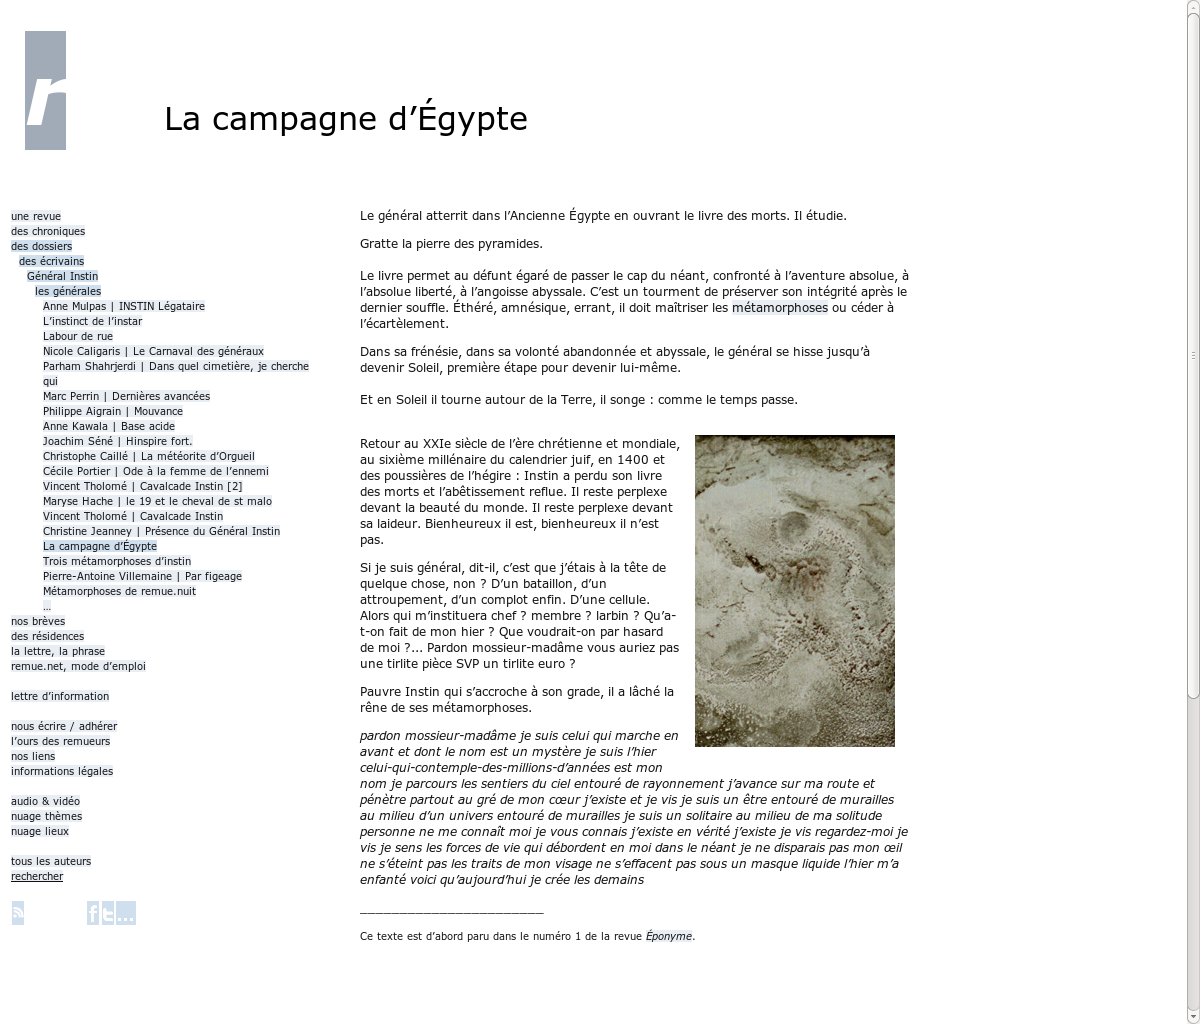 r
La campagne d’Égypte
une revue
des chroniques
des dossiers
des écrivains
Général Instin
les générales
Anne Mulpas | INSTIN Légataire
L’instinct de l’instar
Labour de rue
Nicole Caligaris | Le Carnaval des généraux
Parham Shahrjerdi | Dans quel cimetière, je cherche
qui
Marc Perrin | Dernières avancées
Philippe Aigrain | Mouvance
Anne Kawala | Base acide
Joachim Séné | Hinspire fort.
Christophe Caillé | La météorite d’Orgueil
Cécile Portier | Ode à la femme de l’ennemi
Vincent Tholomé | Cavalcade Instin [2]
Maryse Hache | le 19 et le cheval de st malo
Vincent Tholomé | Cavalcade Instin
Christine Jeanney | Présence du Général Instin
La campagne d’Égypte
Trois métamorphoses d’instin
Pierre-Antoine Villemaine | Par figeage
Métamorphoses de remue.nuit
...
nos brèves
des résidences
la lettre, la phrase
remue.net, mode d’emploi
lettre d’information
nous écrire / adhérer
l’ours des remueurs
nos liens
informations légales
audio & vidéo
nuage thèmes
nuage lieux
tous les auteurs
rechercher
f t ...
Le général atterrit dans l’Ancienne Égypte en ouvrant le livre des morts. Il étudie.
Gratte la pierre des pyramides.
Le livre permet au défunt égaré de passer le cap du néant, confronté à l’aventure absolue, à
l’absolue liberté, à l’angoisse abyssale. C’est un tourment de préserver son intégrité après le
dernier souffle. Éthéré, amnésique, errant, il doit maîtriser les métamorphoses ou céder à
l’écartèlement.
Dans sa frénésie, dans sa volonté abandonnée et abyssale, le général se hisse jusqu’à
devenir Soleil, première étape pour devenir lui-même.
Et en Soleil il tourne autour de la Terre, il songe : comme le temps passe.
Retour au XXIe siècle de l’ère chrétienne et mondiale,
au sixième millénaire du calendrier juif, en 1400 et
des poussières de l’hégire : Instin a perdu son livre
des morts et l’abêtissement reflue. Il reste perplexe
devant la beauté du monde. Il reste perplexe devant
sa laideur. Bienheureux il est, bienheureux il n’est
pas.
Si je suis général, dit-il, c’est que j’étais à la tête de
quelque chose, non ? D’un bataillon, d’un
attroupement, d’un complot enfin. D’une cellule.
Alors qui m’instituera chef ? membre ? larbin ? Qu’a-
t-on fait de mon hier ? Que voudrait-on par hasard
de moi ?... Pardon mossieur-madâme vous auriez pas
une tirlite pièce SVP un tirlite euro ?
Pauvre Instin qui s’accroche à son grade, il a lâché la
rêne de ses métamorphoses.
pardon mossieur-madâme je suis celui qui marche en
avant et dont le nom est un mystère je suis l’hier
celui-qui-contemple-des-millions-d’années est mon
nom je parcours les sentiers du ciel entouré de rayonnement j’avance sur ma route et
pénètre partout au gré de mon cœur j’existe et je vis je suis un être entouré de murailles
au milieu d’un univers entouré de murailles je suis un solitaire au milieu de ma solitude
personne ne me connaît moi je vous connais j’existe en vérité j’existe je vis regardez-moi je
vis je sens les forces de vie qui débordent en moi dans le néant je ne disparais pas mon œil
ne s’éteint pas les traits de mon visage ne s’effacent pas sous un masque liquide l’hier m’a
enfanté voici qu’aujourd’hui je crée les demains
_______________________
Ce texte est d’abord paru dans le numéro 1 de la revue Éponyme.